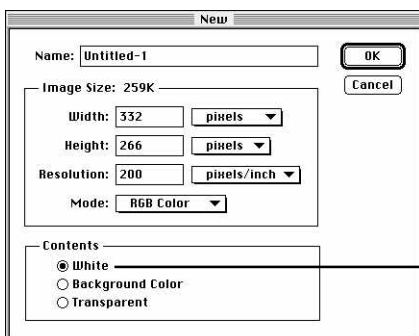 New
Name: Untitled-1
OK
Cancel
Image Size: 259K
Width: 332 pixels
Height: 266 pixels
Resolution: 200 pixels/inch
Mode: RGB Color
Contents
White
Background Color
Transparent